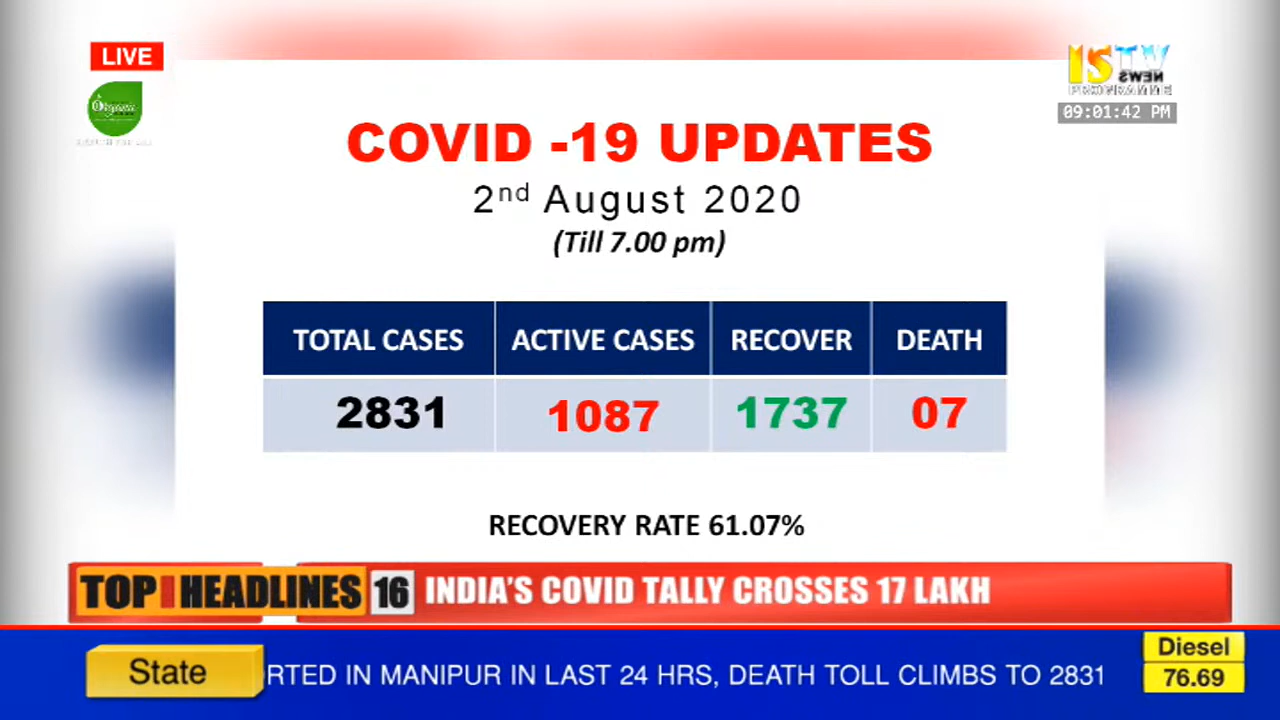 LIVE
Organic
ISTV
NEWS
09:01:42 PM
COVID -19 UPDATES
2nd August 2020
(Till 7.00 pm)
TOTAL CASES ACTIVE CASES RECOVER DEATH
2831 1087 1737 07
RECOVERY RATE 61.07%
TOP HEADLINES 16 INDIA'S COVID TALLY CROSSES 17 LAKH
State RTED IN MANIPUR IN LAST 24 HRS, DEATH TOLL CLIMBS TO 2831
Diesel
76.69